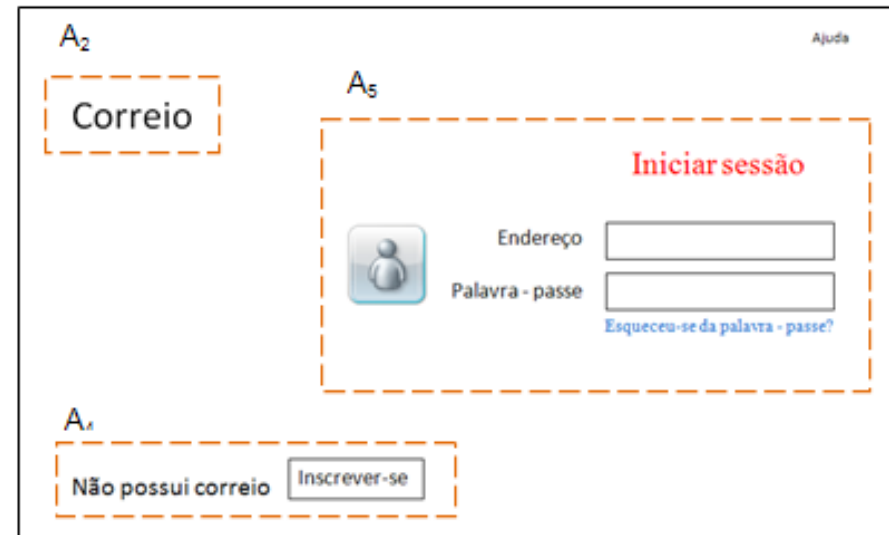 A2
Ajuda
Correio
A5
Iniciar sessão
Endereço
Palavra - passe
Esqueceu-se da palavra - passe?
A4
Não possui correio
Inscrever-se